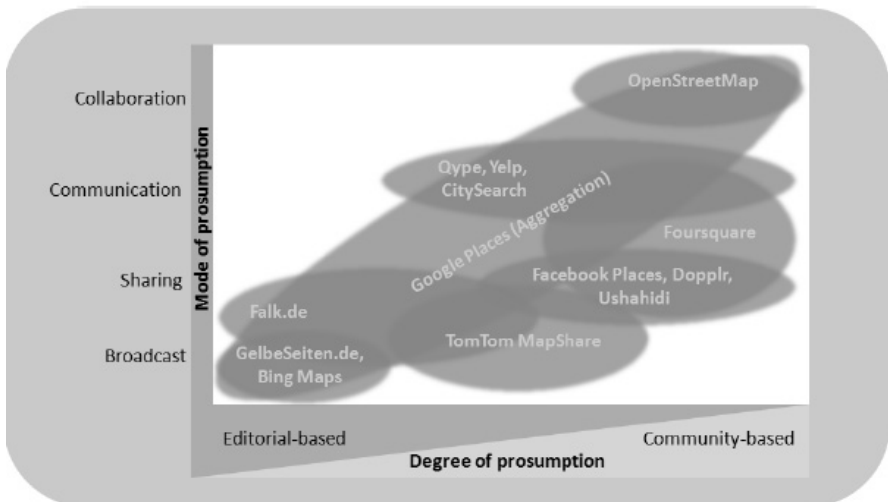 Collaboration
Communication
Sharing
Broadcast
Mode of prosumption
OpenStreetMap
Qype, Yelp,
CitySearch
Google Places (Aggregation)
Foursquare
Facebook Places, Dopplr,
Ushahidi
Falk.de
TomTom MapShare
GelbeSeiten.de,
Bing Maps
Editorial-based
Community-based
Degree of prosumption